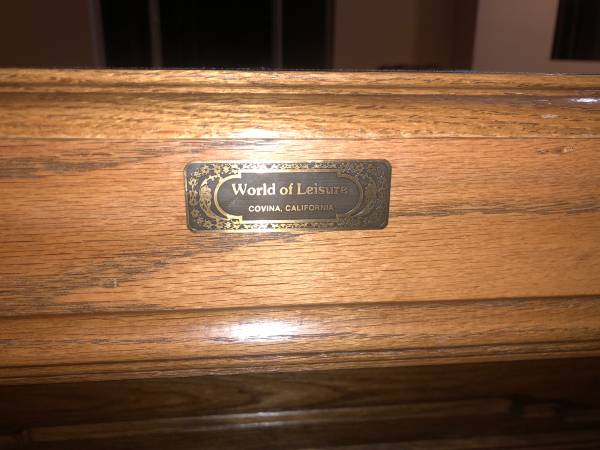 World of Leisure
COVINA, CALIFORNIA